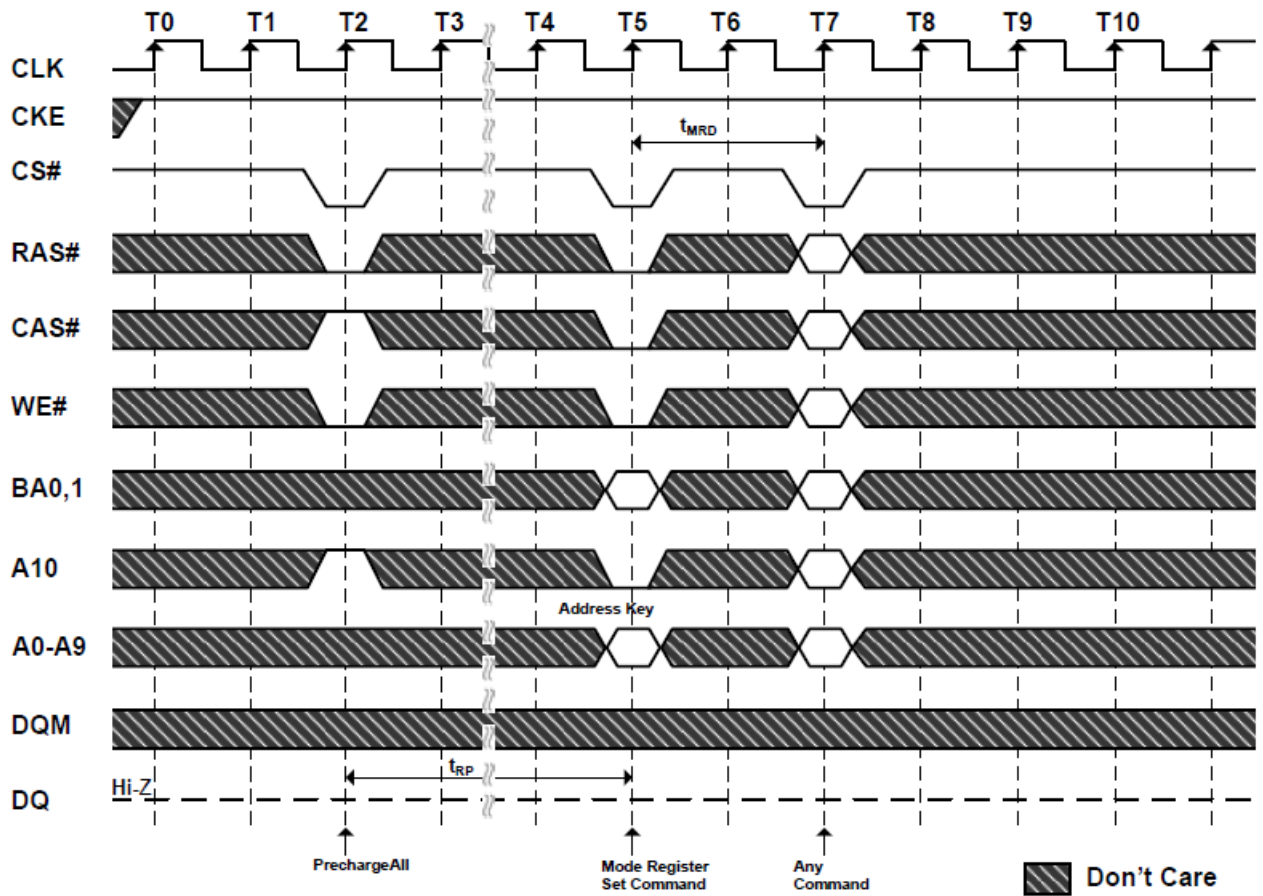 T0 T1 T2 T3 T4 T5 T6 T7 T8 T9 T10
CLK
CKE
tMRD
CS#
RAS#
CAS#
WE#
BA0,1
A10
Address Key
A0-A9
DQM
tRP
Hi-Z
DQ
PrechargeAll
Mode Register
Set Command
Any
Command
Don't Care